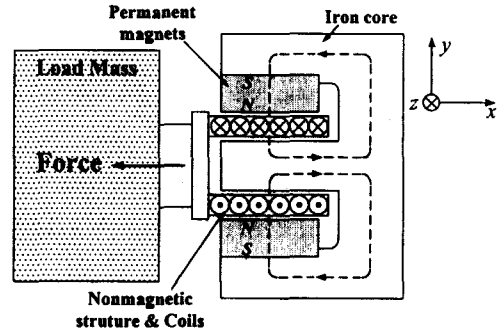 Permanent
magnets
Iron core
Load Mass
S
N
y
z
x
Force
N
S
Nonmagnetic
struture & Coils